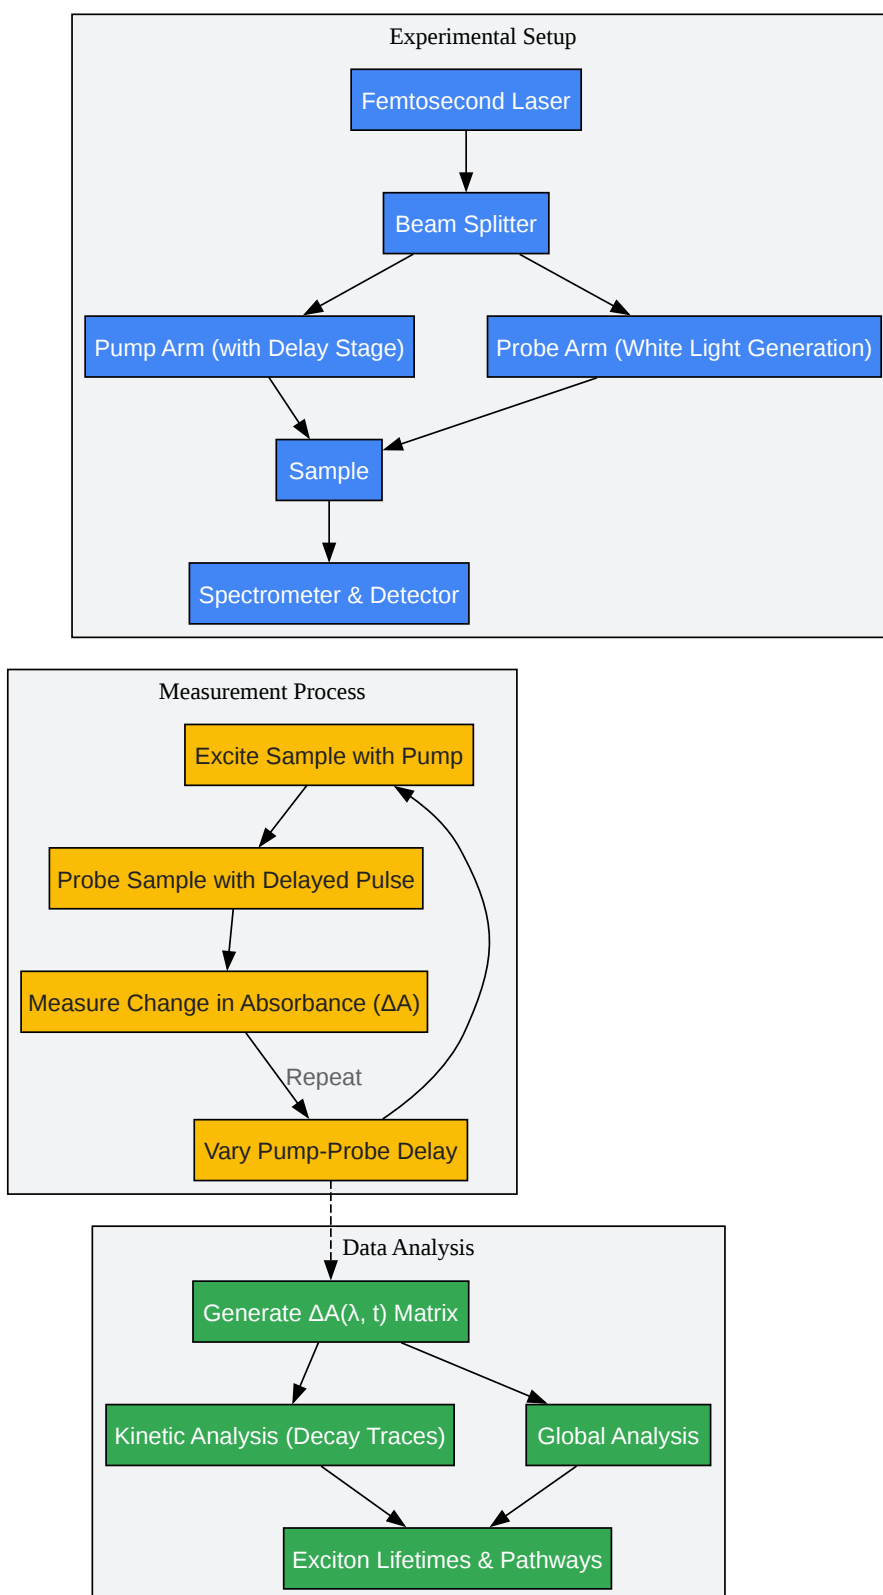 Experimental Setup
Femtosecond Laser
Beam Splitter
Pump Arm (with Delay Stage)
Probe Arm (White Light Generation)
Sample
Spectrometer & Detector
Measurement Process
Excite Sample with Pump
Probe Sample with Delayed Pulse
Measure Change in Absorbance (ΔA)
Repeat
Vary Pump-Probe Delay
Data Analysis
Generate ΔA(λ, t) Matrix
Kinetic Analysis (Decay Traces)
Global Analysis
Exciton Lifetimes & Pathways